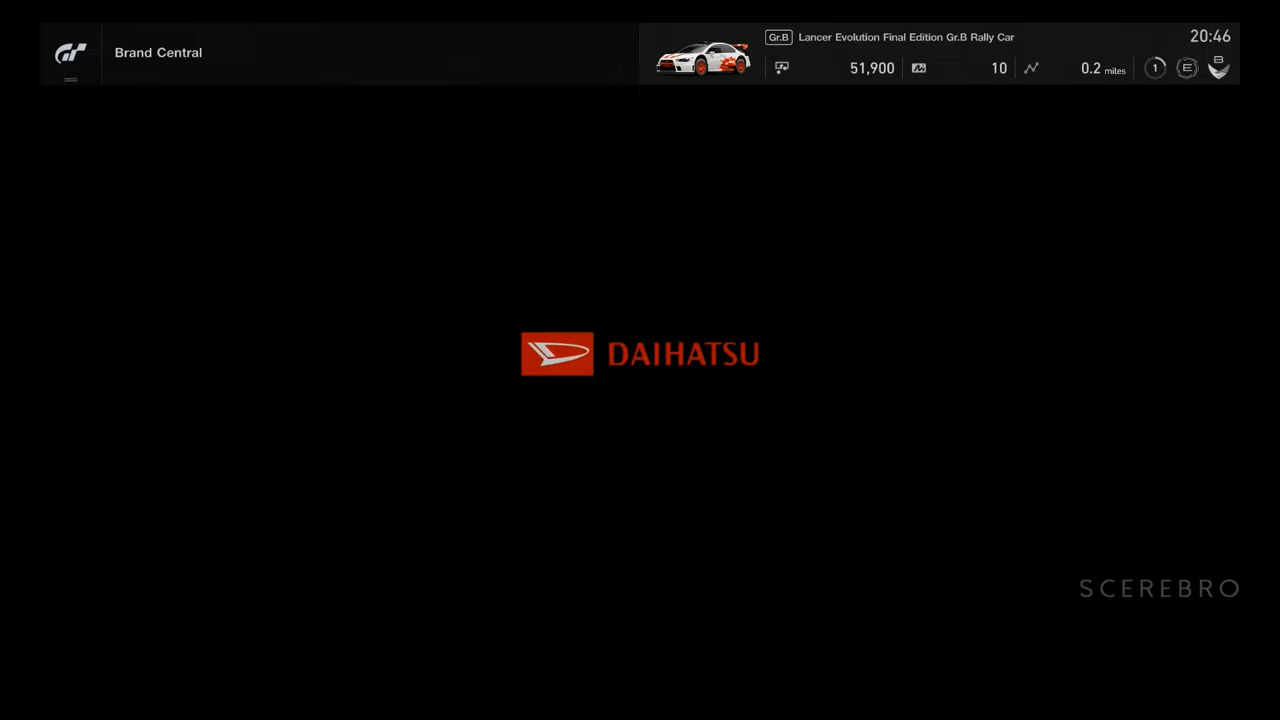 GT
Brand Central
Gr.B Lancer Evolution Final Edition Gr.B Rally Car
20:46
51,900
10
0.2 miles
1
E
B
DAIHATSU
SCEREBRO